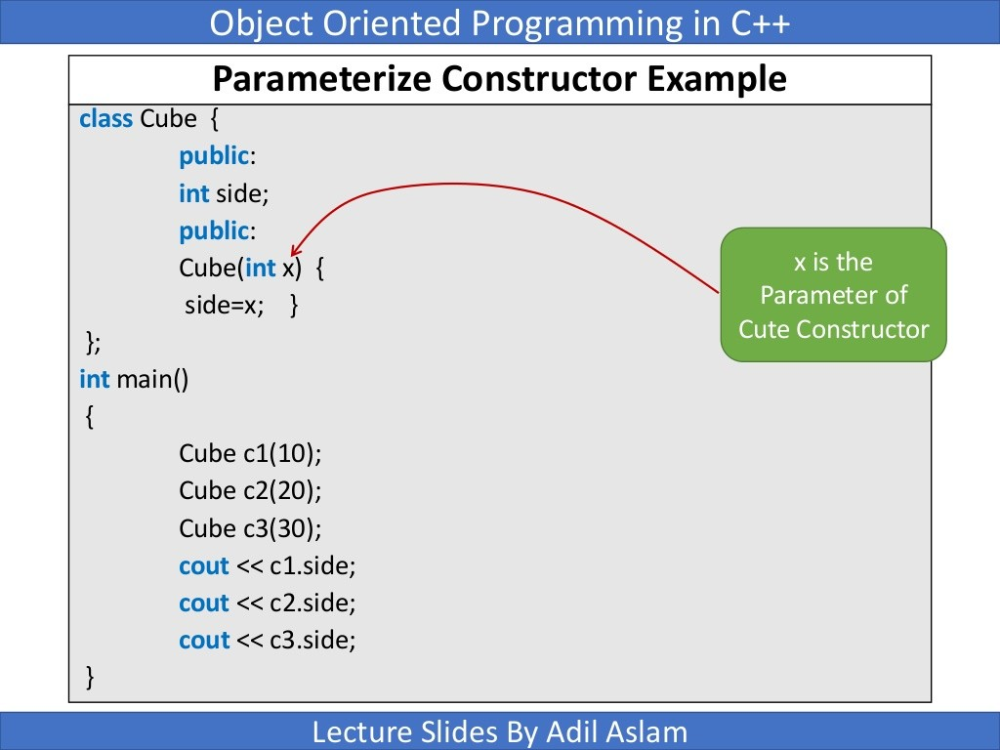 Object Oriented Programming in C++
Parameterize Constructor Example
class Cube {
public:
int side;
public:
Cube(int x) {
side=x; }
};
int main()
{
Cube c1(10);
Cube c2(20);
Cube c3(30);
cout << c1.side;
cout << c2.side;
cout << c3.side;
}
x is the
Parameter of
Cute Constructor
Lecture Slides By Adil Aslam